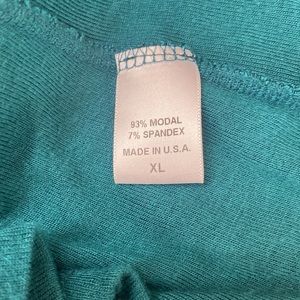 93% MODAL
7% SPANDEX
MADE IN U.S.A.
XL